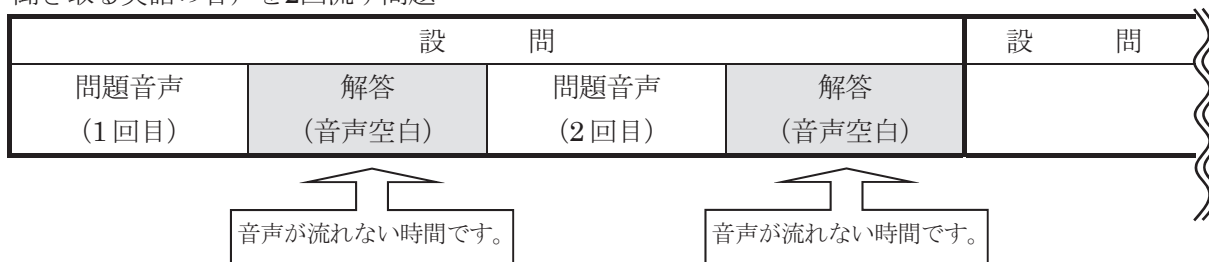 聞き取る英語の音声を2回流す問題
設問 設問
問題音声 解答 問題音声 解答
(1回目) (音声空白) (2回目) (音声空白)
音声が流れない時間です。 音声が流れない時間です。